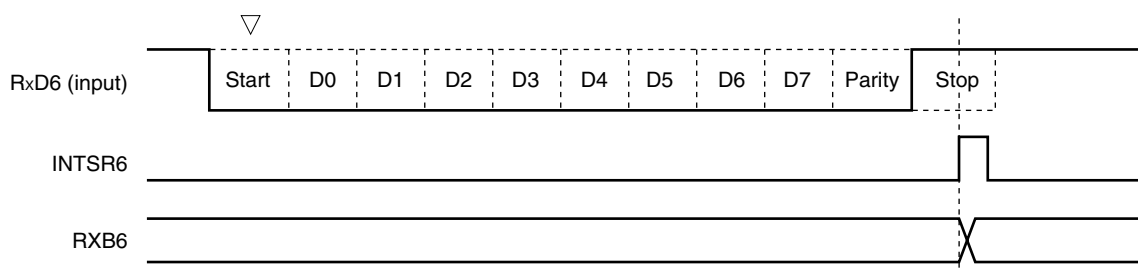 RxD6 (input) Start D0 D1 D2 D3 D4 D5 D6 D7 Parity Stop
INTSR6
RXB6